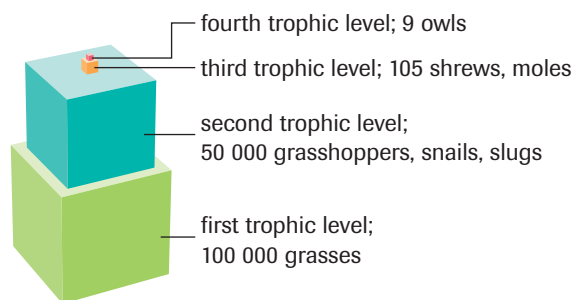 fourth trophic level; 9 owls
third trophic level; 105 shrews, moles
second trophic level;
50 000 grasshoppers, snails, slugs
first trophic level;
100 000 grasses